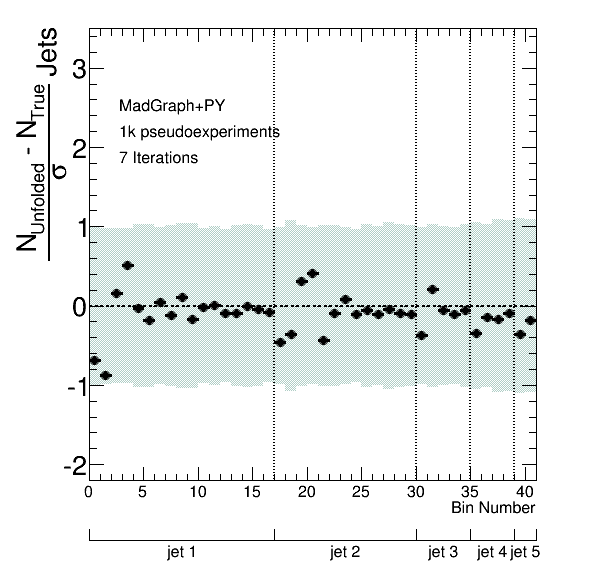 N_Unfolded - N_True
σ
Jets
3
2
1
0
-1
-2
MadGraph+PY
1k pseudoexperiments
7 Iterations
0 5 10 15 20 25 30 35 40
Bin Number
jet 1 jet 2 jet 3 jet 4 jet 5